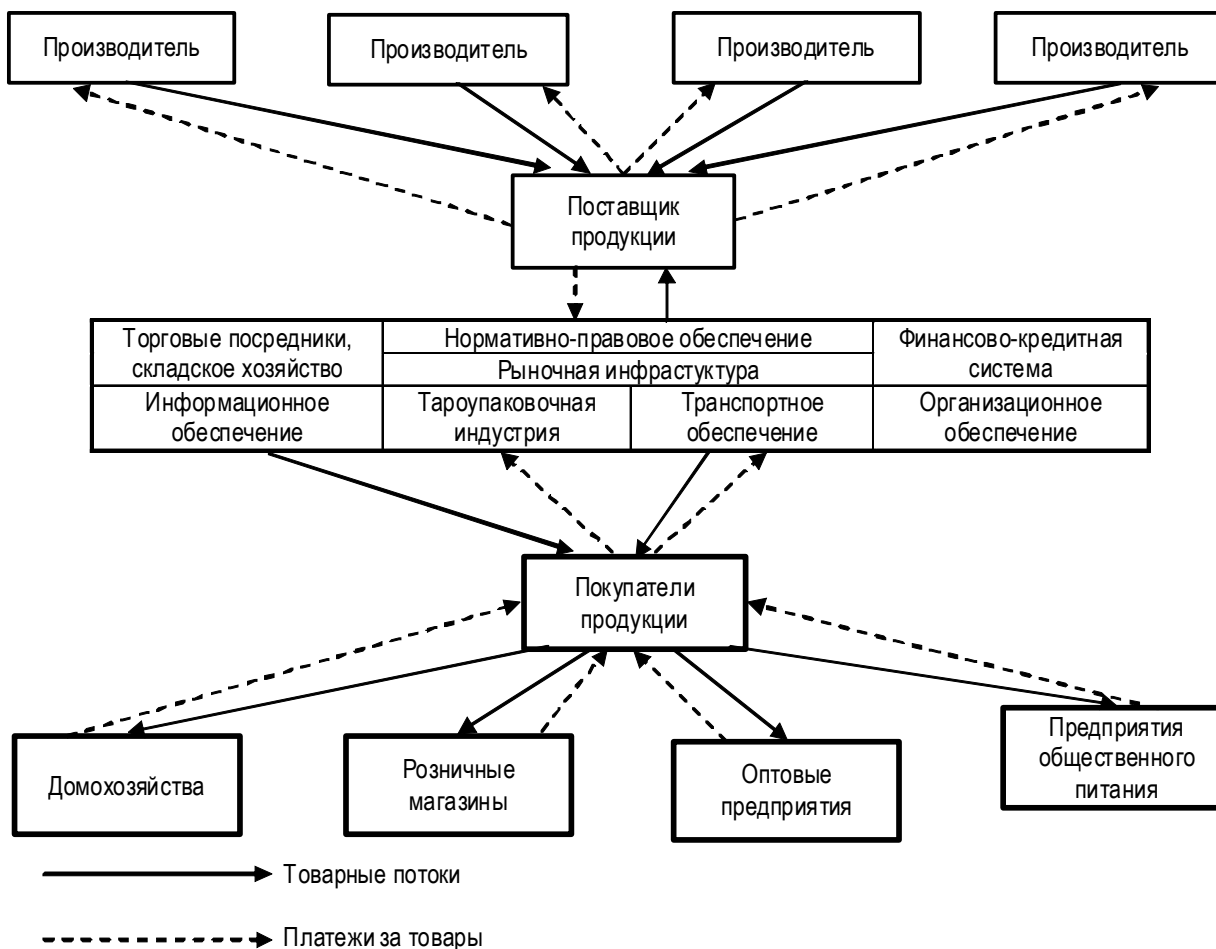 Производитель
Производитель
Производитель
Производитель
Поставщик
продукции
Торговые посредники,
складское хозяйство
Нормативно-правовое обеспечение
Рыночная инфрастуктура
Финансово-кредитная
система
Информационное
обеспечение
Тароупаковочная
индустрия
Транспортное
обеспечение
Организационное
обеспечение
Покупатели
продукции
Домохозяйства
Розничные
магазины
Оптовые
предприятия
Предприятия
общественного
питания
Товарные потоки
Платежи за товары